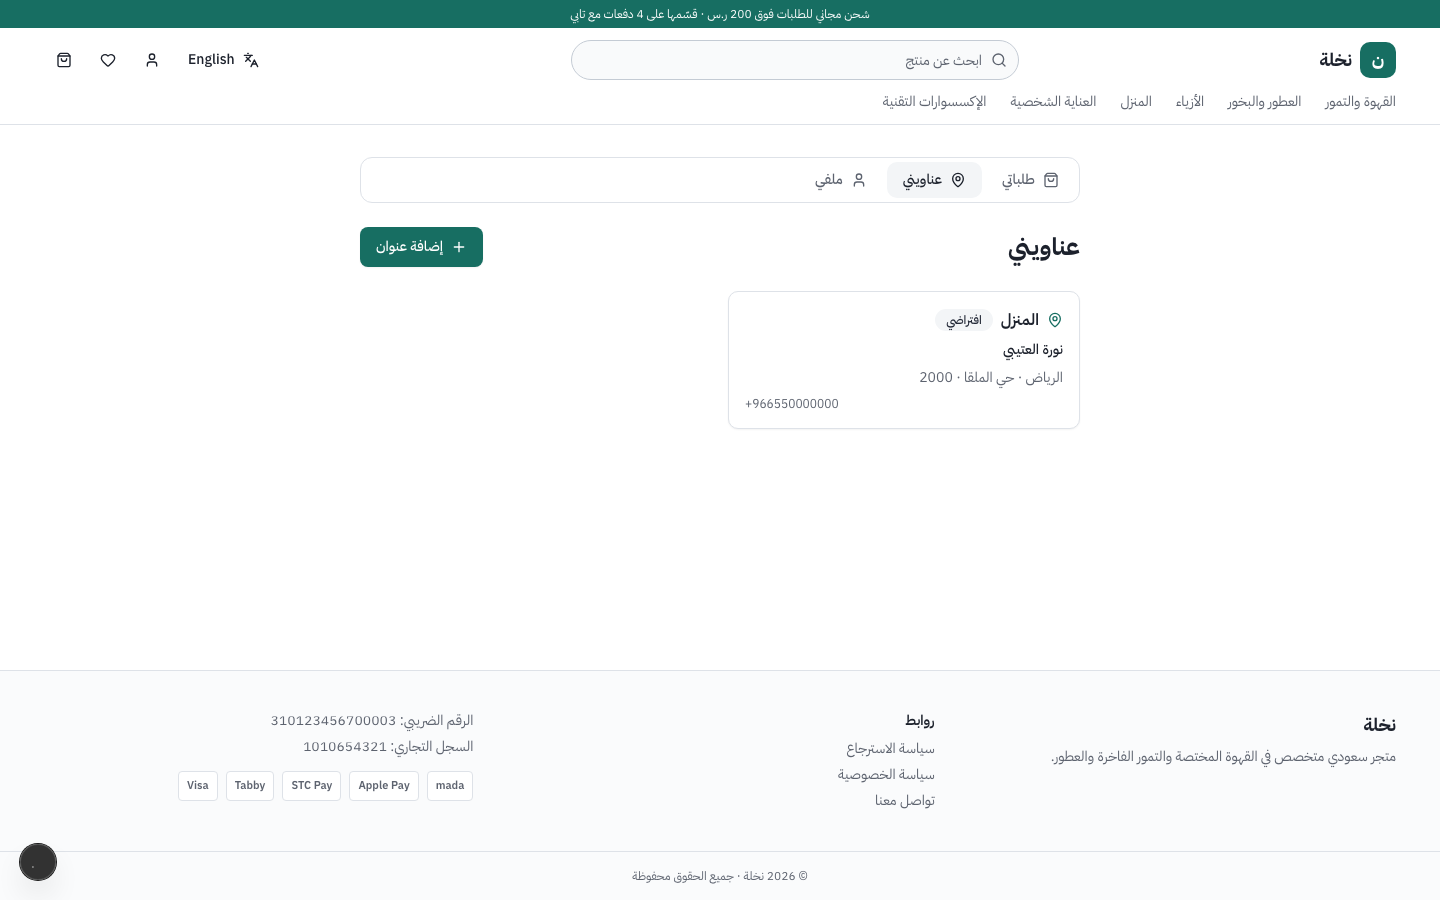 شحن مجاني للطلبات فوق 200 ر.س · قسّمها على 4 دفعات مع تابي
ن نخلة
ابحث عن منتج
English
القهوة والتمور العطور والبخور الأزياء المنزل العناية الشخصية الإكسسوارات التقنية
طلباتي عناويني ملفي
عناويني
إضافة عنوان
المنزل افتراضي
نورة العتيبي
الرياض · حي الملقا · 2000
+966550000000
نخلة
متجر سعودي متخصص في القهوة المختصة والتمور الفاخرة والعطور.
روابط
سياسة الاسترجاع
سياسة الخصوصية
تواصل معنا
الرقم الضريبي: 310123456700003
السجل التجاري: 1010654321
mada Apple Pay STC Pay Tabby Visa
© 2026 نخلة · جميع الحقوق محفوظة